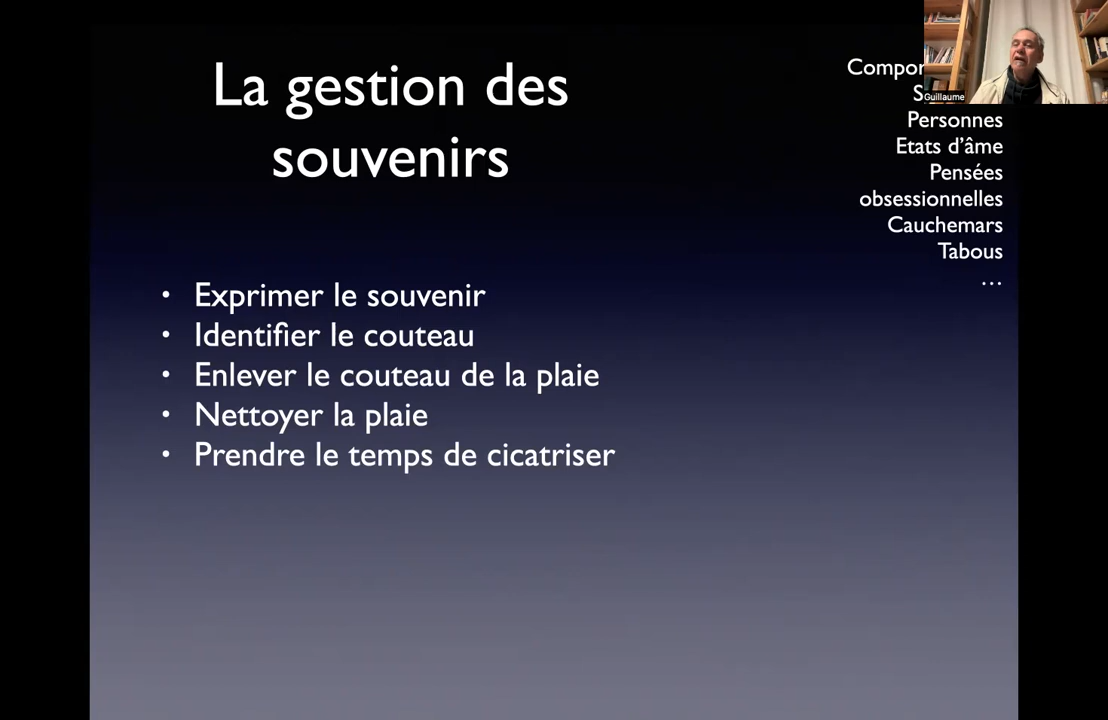 La gestion des
souvenirs
Personnes
Etats d’âme
Pensées
obsessionnelles
Cauchemars
Tabous
…
Guillaume
• Exprimer le souvenir
• Identifier le couteau
• Enlever le couteau de la plaie
• Nettoyer la plaie
• Prendre le temps de cicatriser